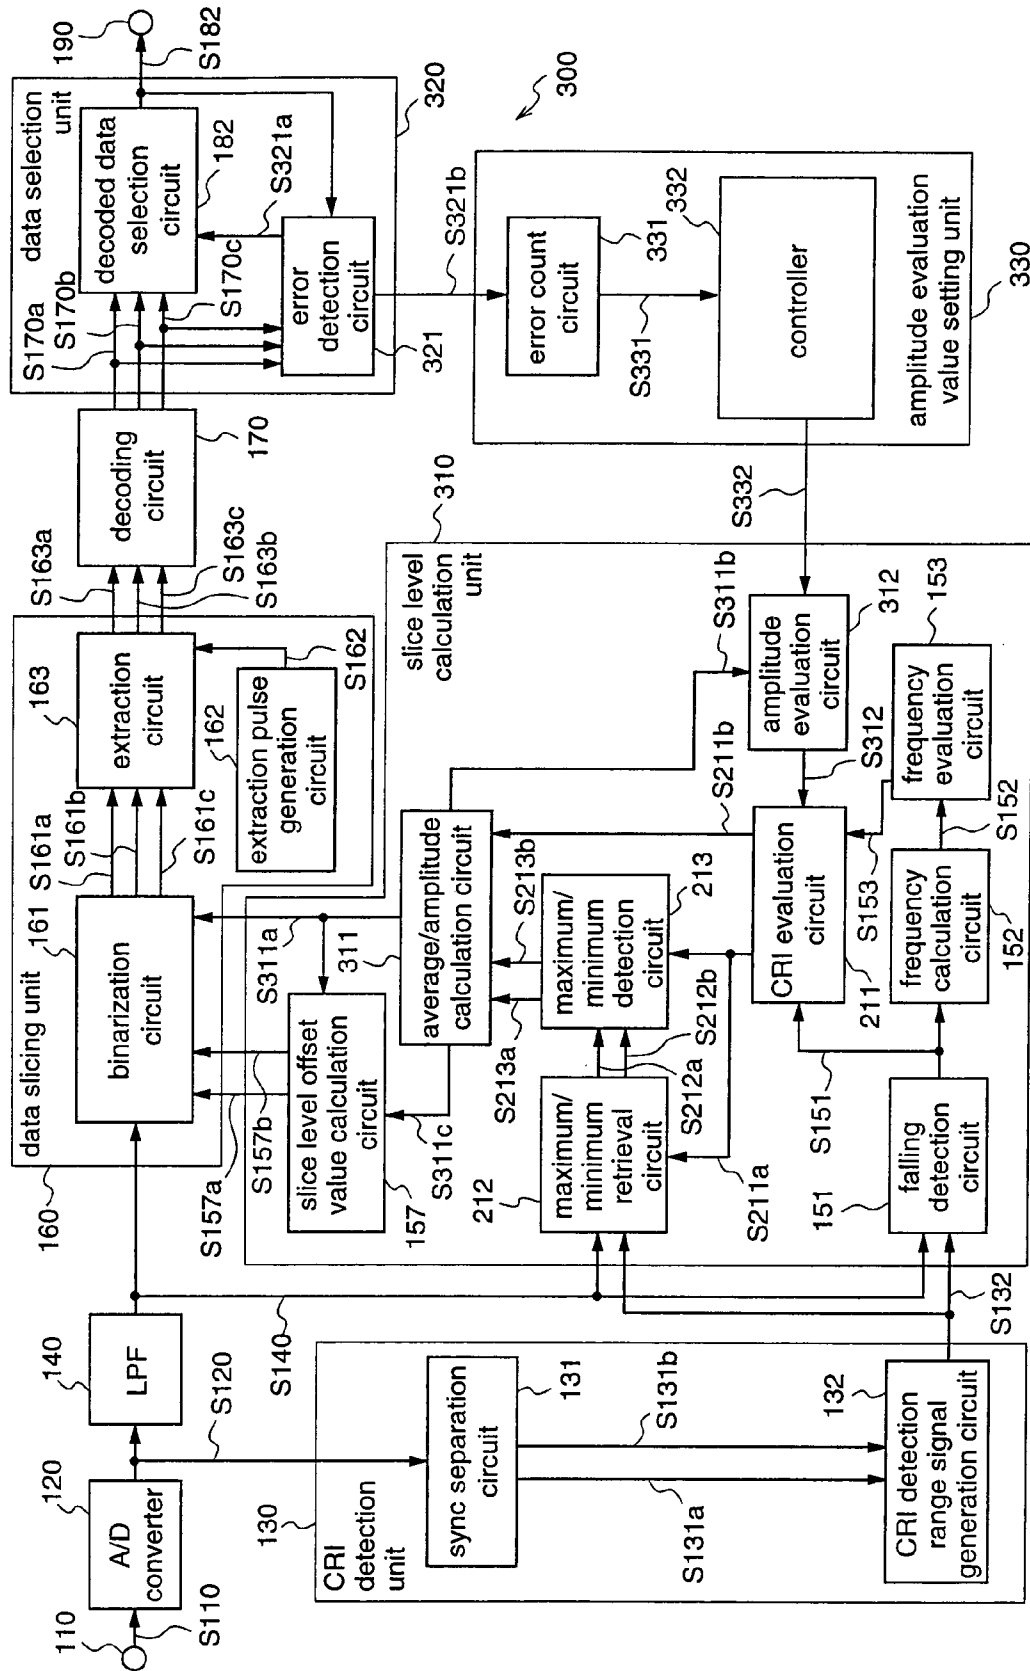 110
S110
120
A/D
converter
S120
140
LPF
S140
130
CRI
detection
unit
131
sync separation
circuit
S131a
S131b
132
CRI detection
range signal
generation circuit
S132
160
data slicing unit
161
binarization
circuit
S157a
S157b
S161a
S161b
S161c
163
extraction
circuit
162
extraction pulse
generation circuit
S162
S163a
S163c
S163b
decoding
circuit
170
S170a
S170b
S170c
data selection
unit
decoded data
selection
circuit
182
S321a
error
detection
circuit
321
320
190
S182
300
S321b
error count
circuit
331
S331
332
controller
amplitude evaluation
value setting unit
330
S332
310
slice level
calculation
unit
S311a
311
slice level offset
value calculation
circuit
157
S311c
average/amplitude
calculation circuit
S213a
S213b
S211b
S311b
212
maximum/
minimum
retrieval
circuit
S212a
S212b
213
maximum/
minimum
detection
circuit
S211a
amplitude
evaluation
circuit
312
S312
CRI evaluation
circuit
211
S153
S151
151
falling
detection
circuit
frequency
calculation
circuit
152
S152
frequency
evaluation
circuit
153